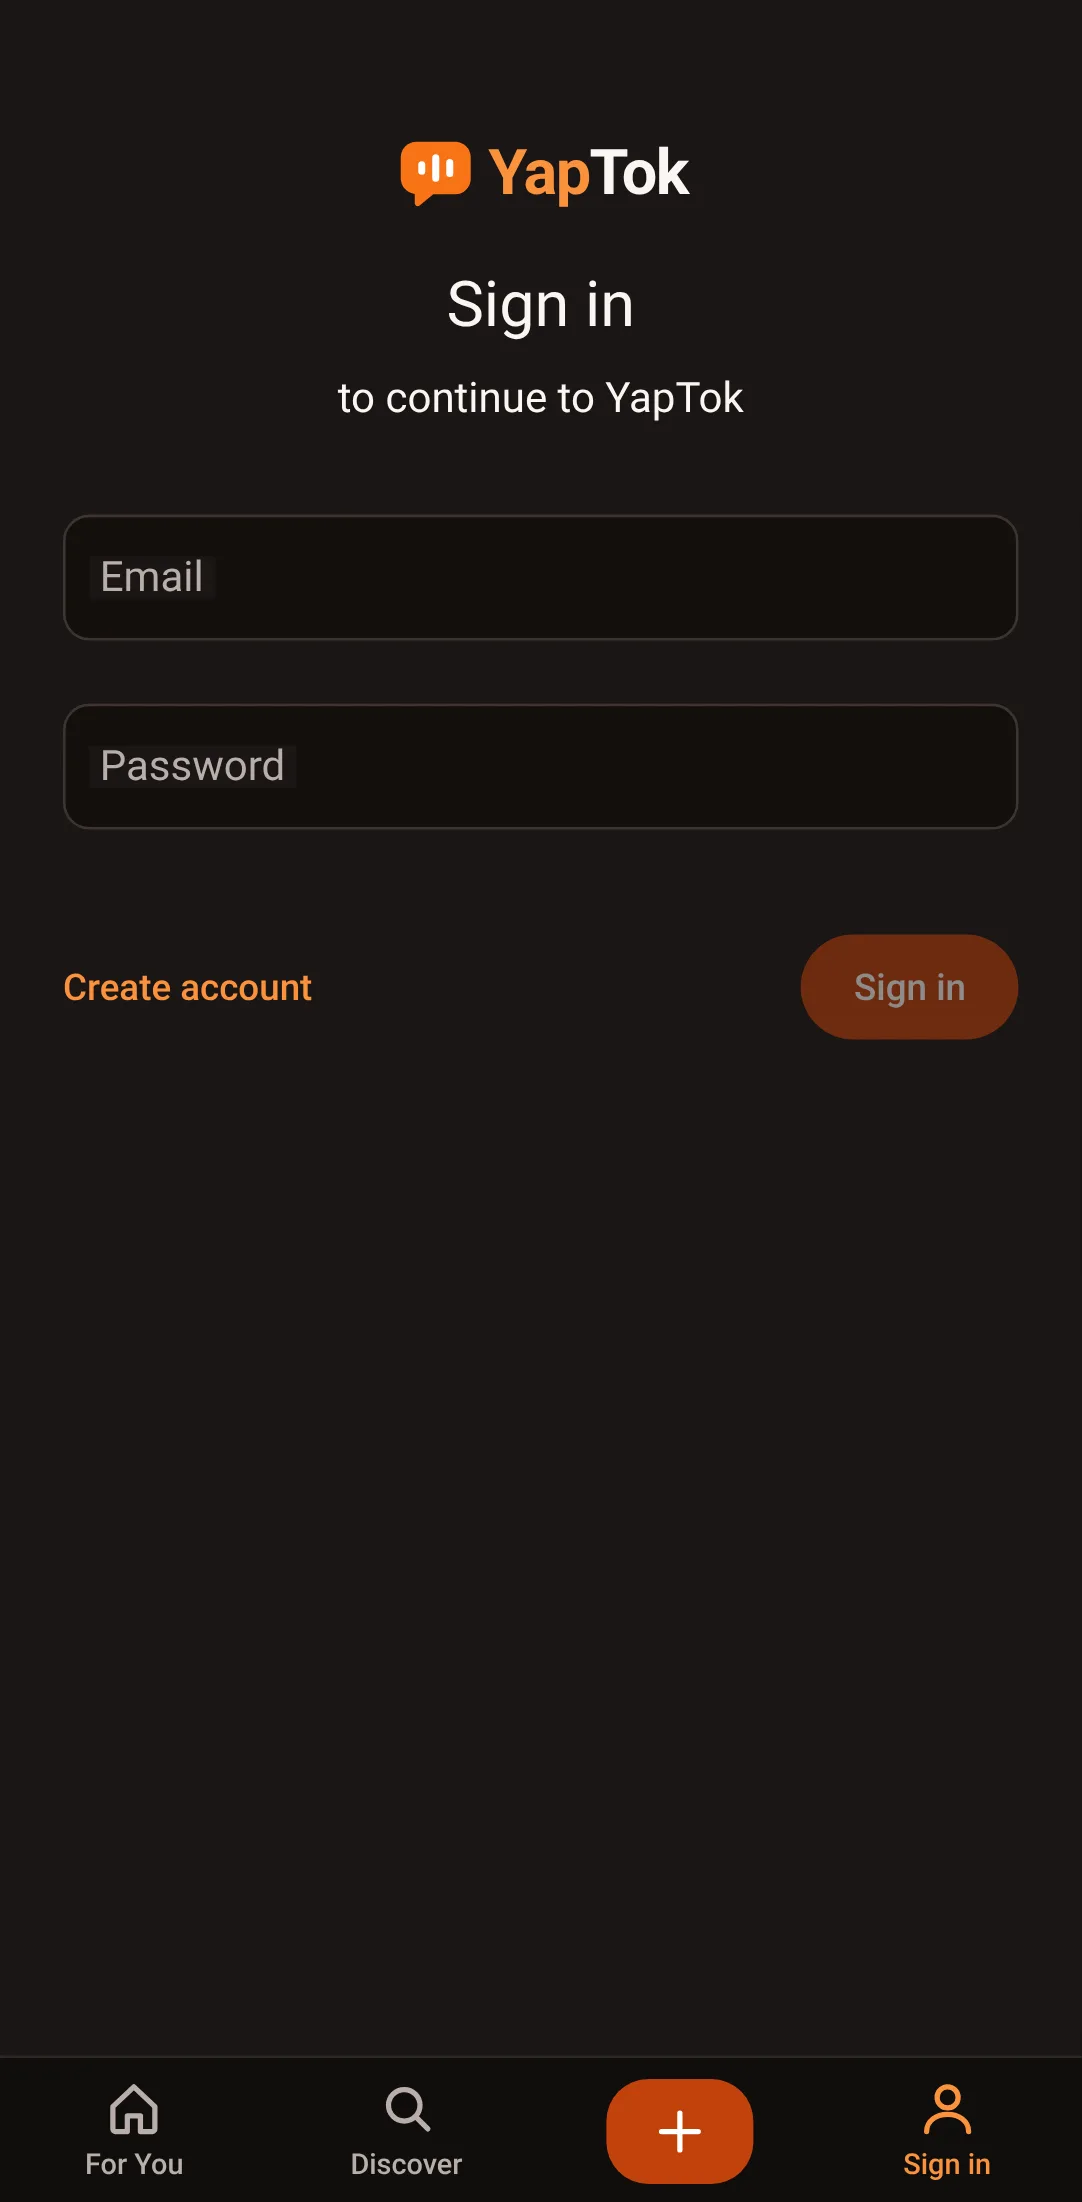 YapTok
Sign in
to continue to YapTok
Email
Password
Create account
Sign in
For You
Discover
Sign in